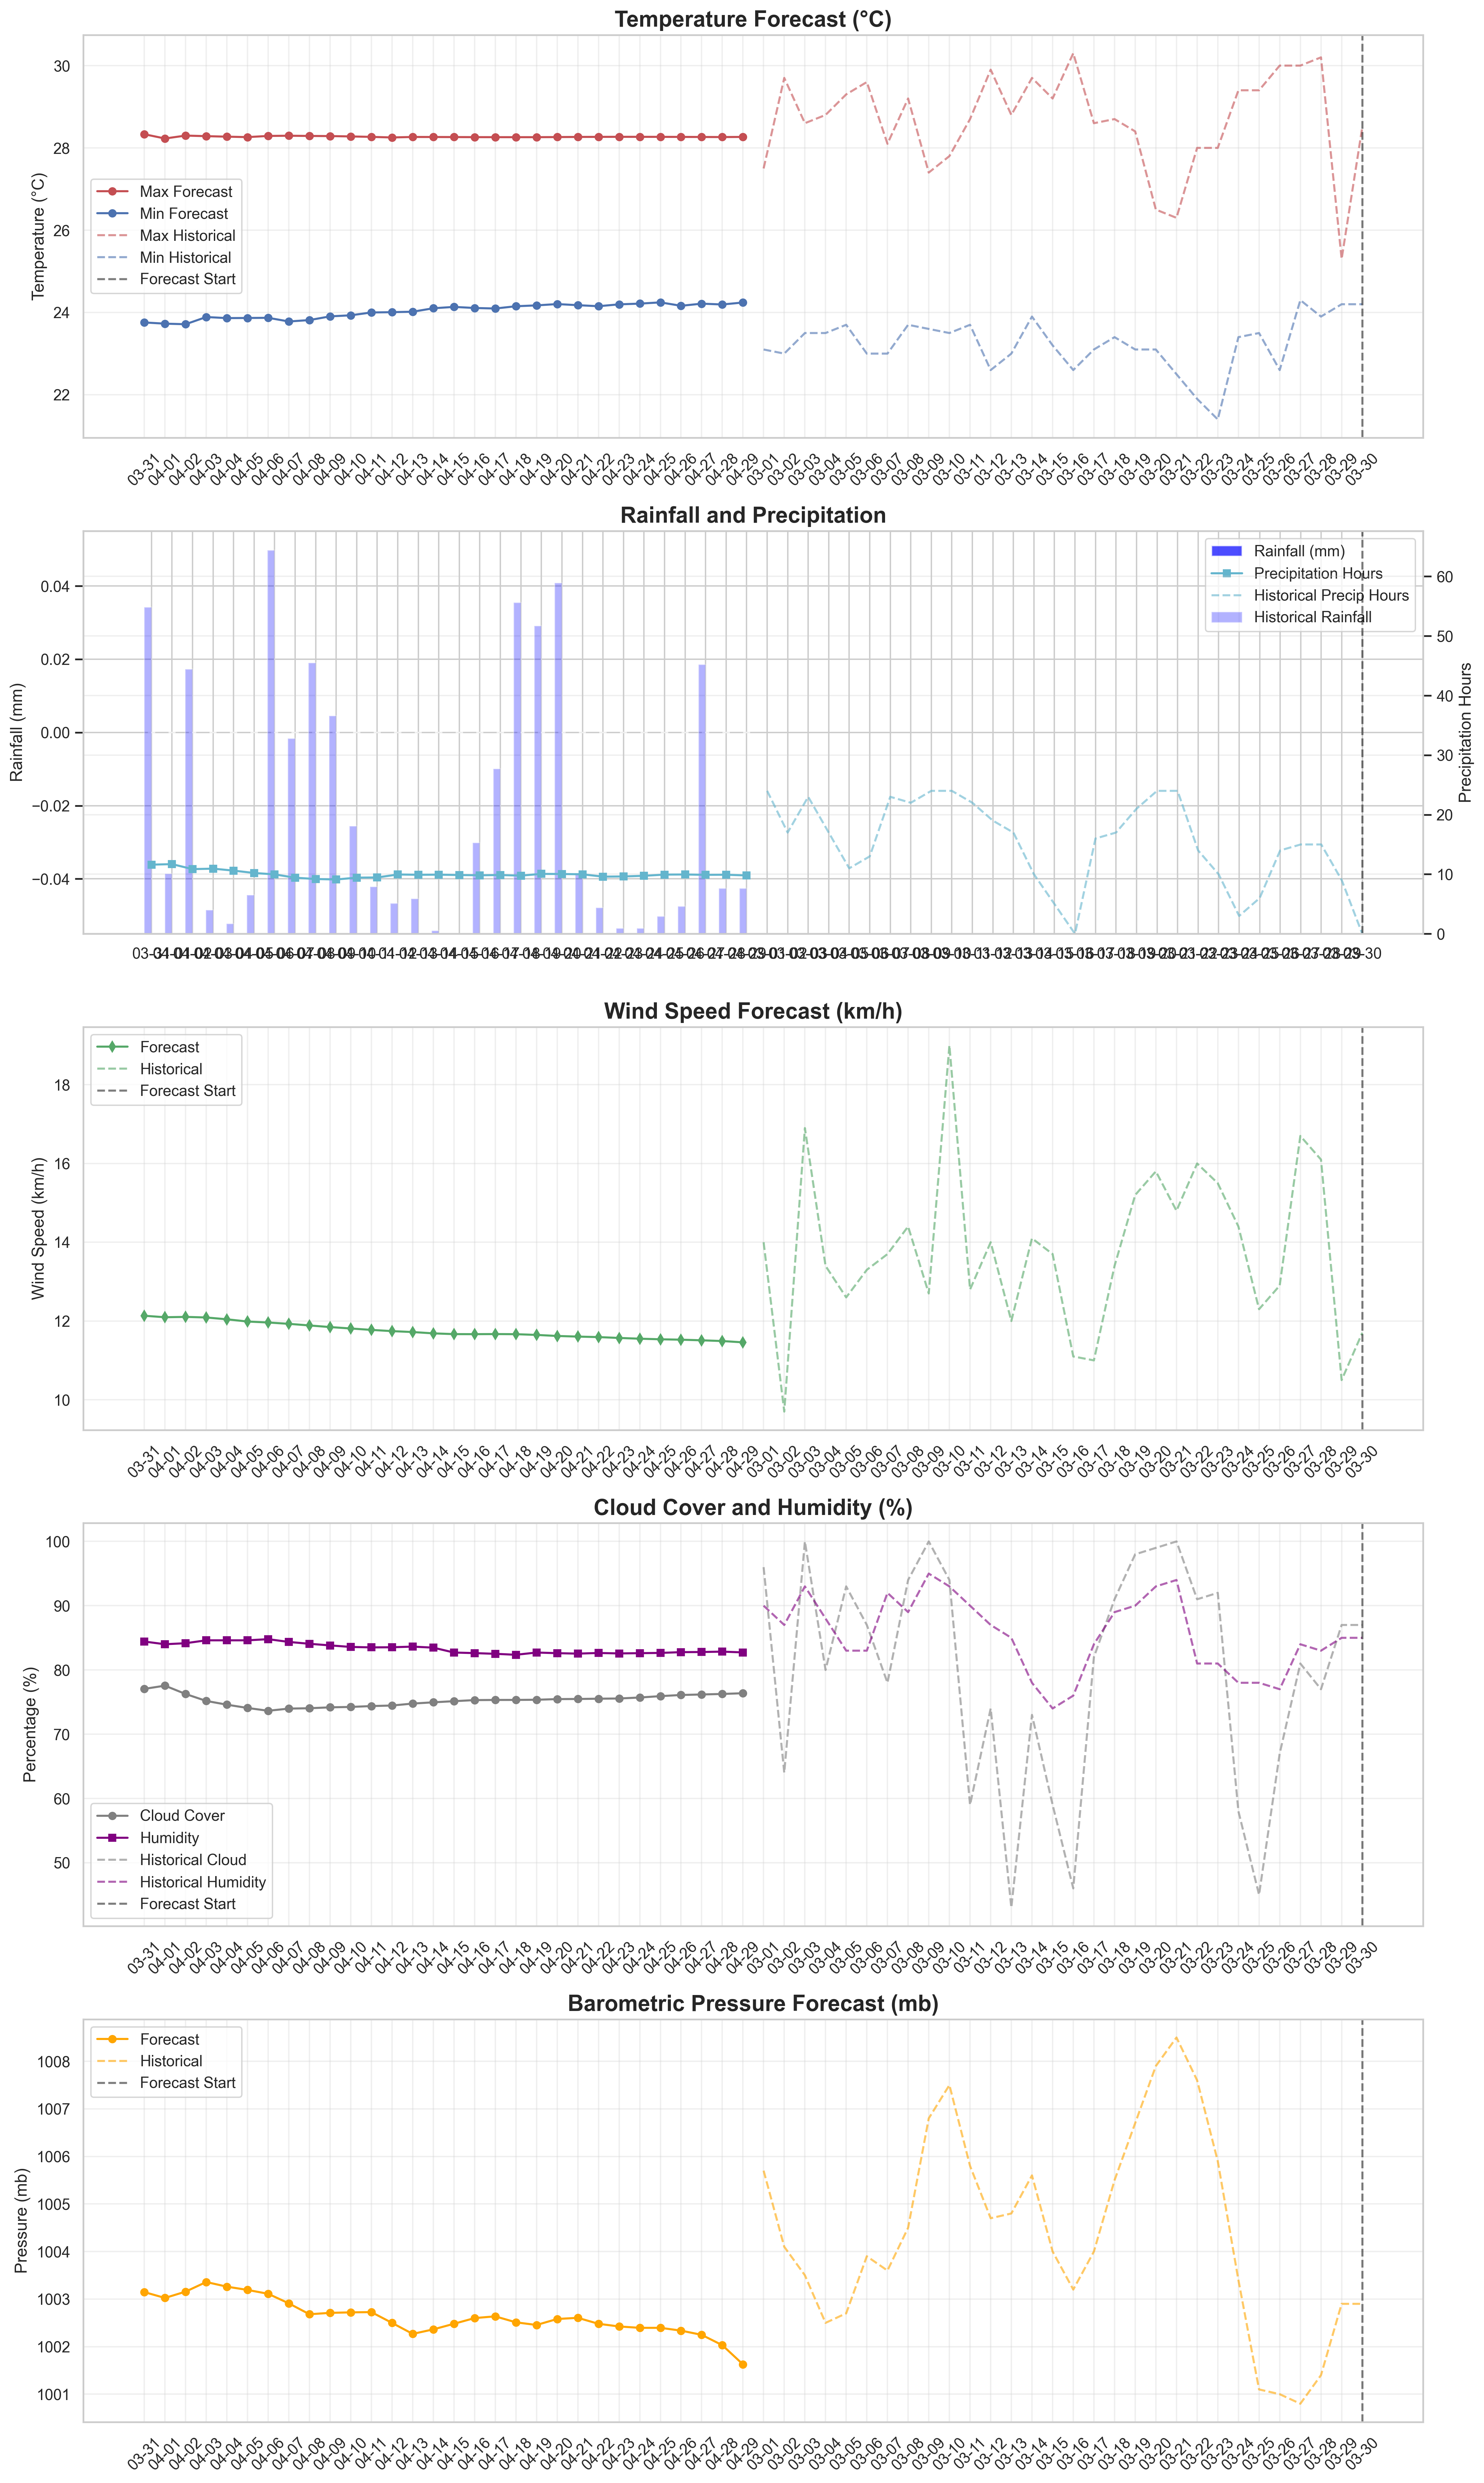 Temperature Forecast (°C)
Temperature (°C)
30
28
26
24
22
Max Forecast
Min Forecast
Max Historical
Min Historical
Forecast Start
03-31 04-01 04-02 04-03 04-04 04-05 04-06 04-07 04-08 04-09 04-10 04-11 04-12 04-13 04-14 04-15 04-16 04-17 04-18 04-19 04-20 04-21 04-22 04-23 04-24 04-25 04-26 04-27 04-28 04-29 03-01 03-02 03-03 03-04 03-05 03-06 03-07 03-08 03-09 03-10 03-11 03-12 03-13 03-14 03-15 03-16 03-17 03-18 03-19 03-20 03-21 03-22 03-23 03-24 03-25 03-26 03-27 03-28 03-29 03-30
Rainfall and Precipitation
Rainfall (mm)
0.04
0.02
0.00
−0.02
−0.04
Rainfall (mm)
Precipitation Hours
Historical Precip Hours
Historical Rainfall
60
50
40
30
20
10
0
Precipitation Hours
Wind Speed Forecast (km/h)
Wind Speed (km/h)
18
16
14
12
10
Forecast
Historical
Forecast Start
03-31 04-01 04-02 04-03 04-04 04-05 04-06 04-07 04-08 04-09 04-10 04-11 04-12 04-13 04-14 04-15 04-16 04-17 04-18 04-19 04-20 04-21 04-22 04-23 04-24 04-25 04-26 04-27 04-28 04-29 03-01 03-02 03-03 03-04 03-05 03-06 03-07 03-08 03-09 03-10 03-11 03-12 03-13 03-14 03-15 03-16 03-17 03-18 03-19 03-20 03-21 03-22 03-23 03-24 03-25 03-26 03-27 03-28 03-29 03-30
Cloud Cover and Humidity (%)
Percentage (%)
100
90
80
70
60
50
Cloud Cover
Humidity
Historical Cloud
Historical Humidity
Forecast Start
03-31 04-01 04-02 04-03 04-04 04-05 04-06 04-07 04-08 04-09 04-10 04-11 04-12 04-13 04-14 04-15 04-16 04-17 04-18 04-19 04-20 04-21 04-22 04-23 04-24 04-25 04-26 04-27 04-28 04-29 03-01 03-02 03-03 03-04 03-05 03-06 03-07 03-08 03-09 03-10 03-11 03-12 03-13 03-14 03-15 03-16 03-17 03-18 03-19 03-20 03-21 03-22 03-23 03-24 03-25 03-26 03-27 03-28 03-29 03-30
Barometric Pressure Forecast (mb)
Pressure (mb)
1008
1007
1006
1005
1004
1003
1002
1001
Forecast
Historical
Forecast Start
03-31 04-01 04-02 04-03 04-04 04-05 04-06 04-07 04-08 04-09 04-10 04-11 04-12 04-13 04-14 04-15 04-16 04-17 04-18 04-19 04-20 04-21 04-22 04-23 04-24 04-25 04-26 04-27 04-28 04-29 03-01 03-02 03-03 03-04 03-05 03-06 03-07 03-08 03-09 03-10 03-11 03-12 03-13 03-14 03-15 03-16 03-17 03-18 03-19 03-20 03-21 03-22 03-23 03-24 03-25 03-26 03-27 03-28 03-29 03-30